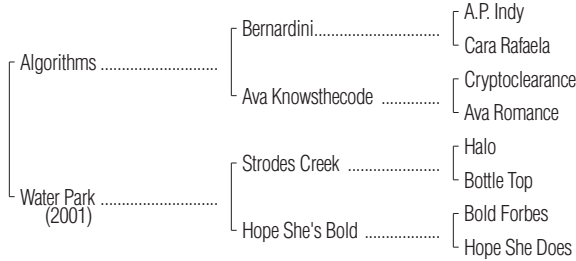 A.P. Indy
Bernardini..........................
Cara Rafaela
Algorithms ........................
Cryptoclearance
Ava Knowsthecode ............
Ava Romance
Halo
Strodes Creek ..................
Bottle Top
Water Park ........................
(2001)
Bold Forbes
Hope She's Bold ...............
Hope She Does